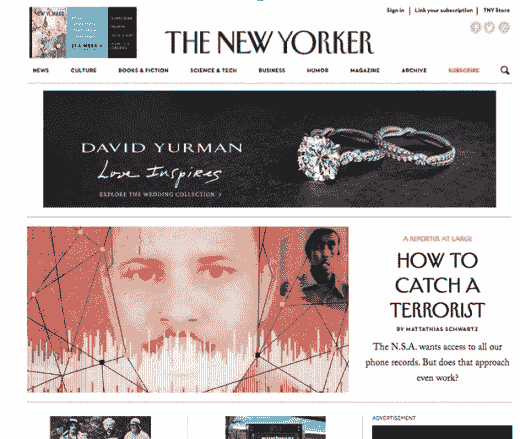 Sign in | Link your subscription | TNY Store
THE NEW YORKER
NEWS CULTURE BOOKS & FICTION SCIENCE & TECH BUSINESS HUMOR MAGAZINE ARCHIVE SUBSCRIBE
DAVID YURMAN
Love Inspires
EXPLORE THE WEDDING COLLECTION >
A REPORTER AT LARGE
HOW TO
CATCH A
TERRORIST
BY MATTATHIAS SCHWARTZ
The N.S.A. wants access to all our
phone records. But does that approach
even work?
ADVERTISEMENT